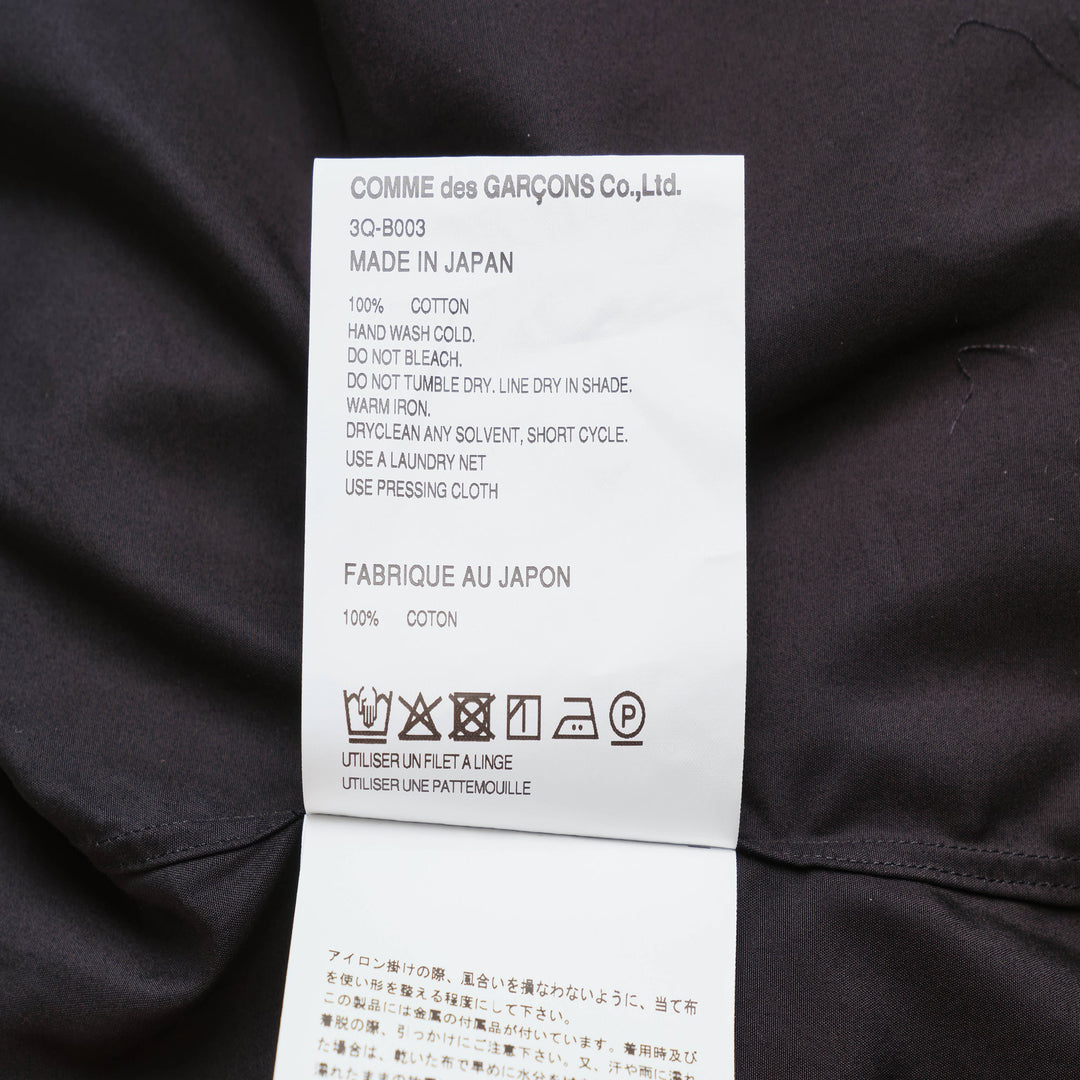 COMME des GARÇONS Co.,Ltd.
3Q-B003
MADE IN JAPAN
100% COTTON
HAND WASH COLD.
DO NOT BLEACH.
DO NOT TUMBLE DRY. LINE DRY IN SHADE.
WARM IRON.
DRYCLEAN ANY SOLVENT, SHORT CYCLE.
USE A LAUNDRY NET
USE PRESSING CLOTH
FABRIQUE AU JAPON
100% COTON
P
UTILISER UN FILET A LINGE
UTILISER UNE PATTEMOUILLE
アイロン掛けの際、風合いを損なわないように、当て布
を使い形を整える程度にして下さい。
この製品には金属の付属品が付いています。着用時及び
着脱の際、引っかけにご注意下さい。又、汗や雨に濡れ
た場合は、乾いた布で早めに水分を
濡れたままの